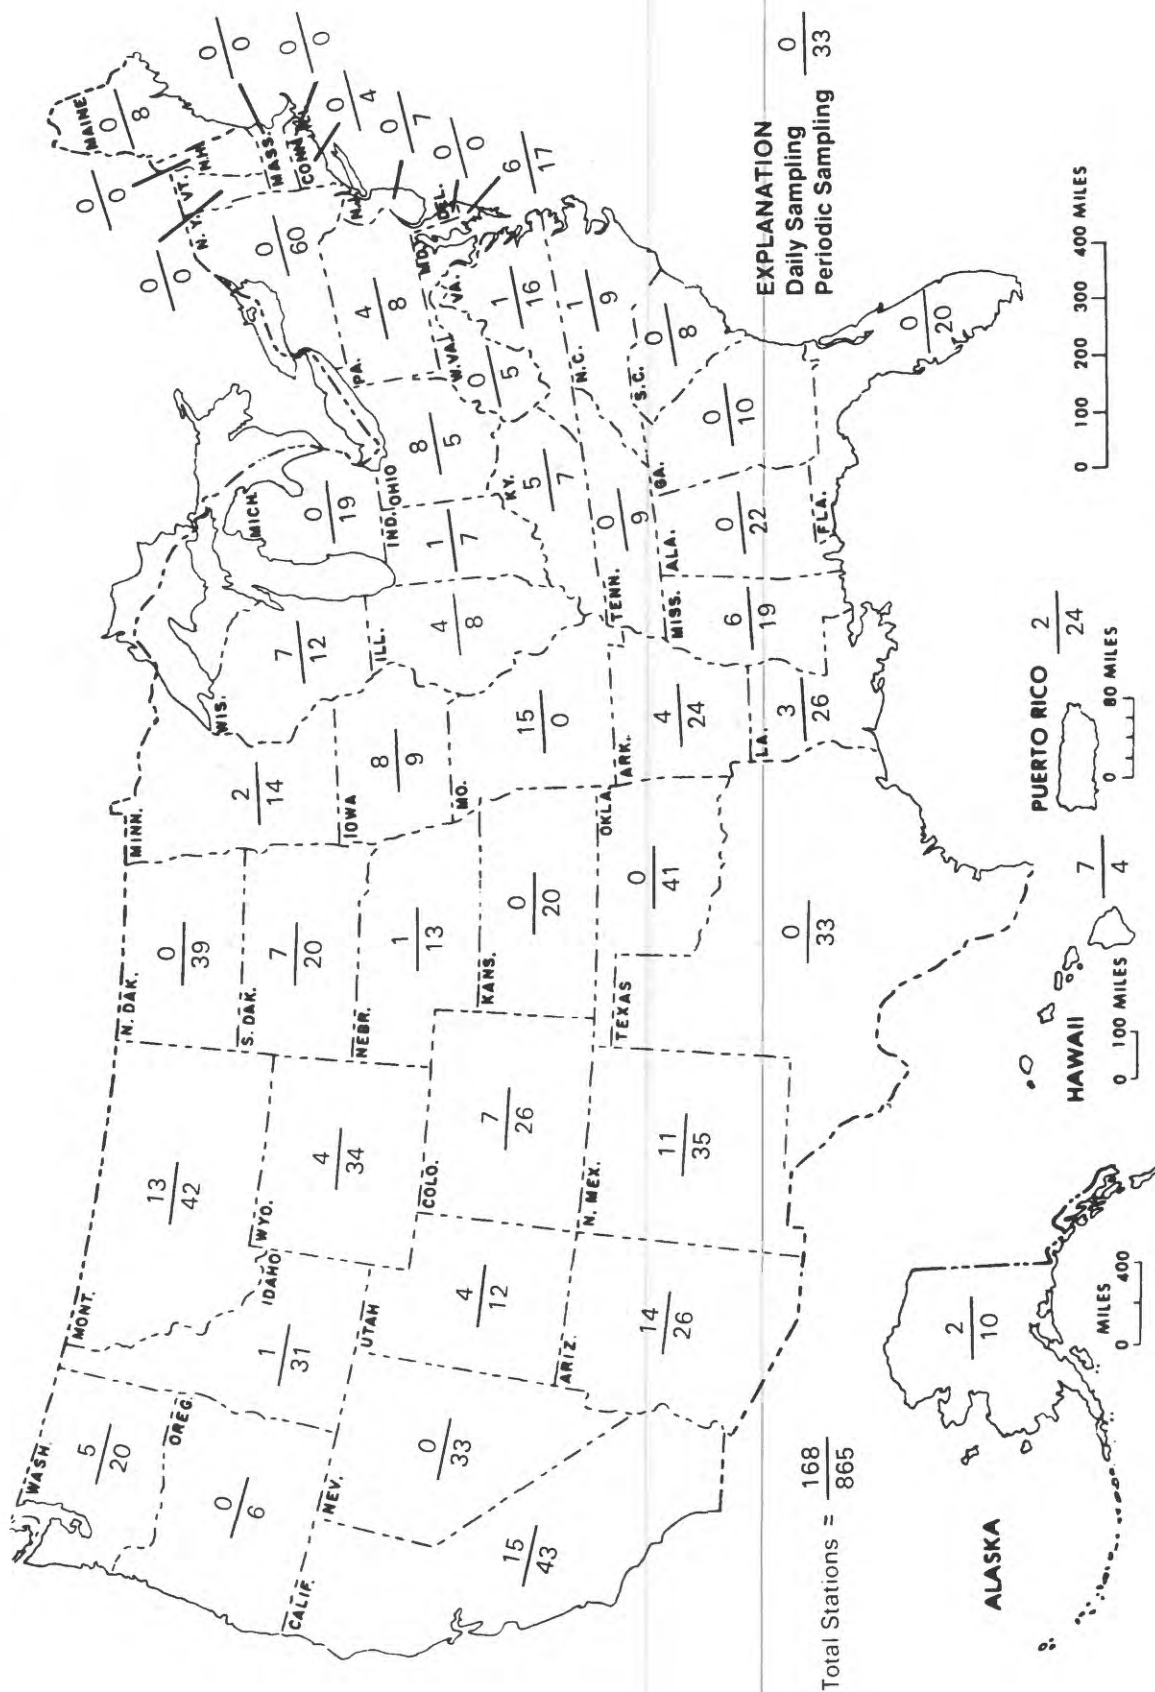 WASH.
5
20
OREG.
0
6
CALIF.
15
43
NEV.
0
33
MONT.
13
42
IDAHO
1
31
WYO.
4
34
UTAH
4
12
COLO.
7
26
ARIZ.
14
26
N. MEX.
11
35
N. DAK.
0
39
S. DAK.
7
20
NEBR.
1
13
KANS.
0
20
OKLA.
0
41
TEXAS
0
33
MINN.
2
14
IOWA
8
9
MO.
15
0
ARK.
4
24
LA.
3
26
WIS.
7
12
ILL.
4
8
MICH.
0
19
IND.
1
7
OHIO
8
5
KY.
5
7
TENN.
0
9
MISS.
6
19
ALA.
0
22
GA.
0
10
FLA.
0
20
S.C.
0
8
N.C.
1
9
VA.
1
16
W.VA.
0
5
PA.
4
8
N.Y.
0
60
MAINE
0
8
VT.
0
0
N.H.
0
0
MASS.
0
0
CONN.
0
4
0
0
N.J.
0
7
DEL.
0
0
MD.
6
17
EXPLANATION
Daily Sampling 0
Periodic Sampling 33
0 100 200 300 400 MILES
Total Stations = 168
865
ALASKA
2
10
MILES
0 400
HAWAII
7
4
0 100 MILES
PUERTO RICO
2
24
0 80 MILES